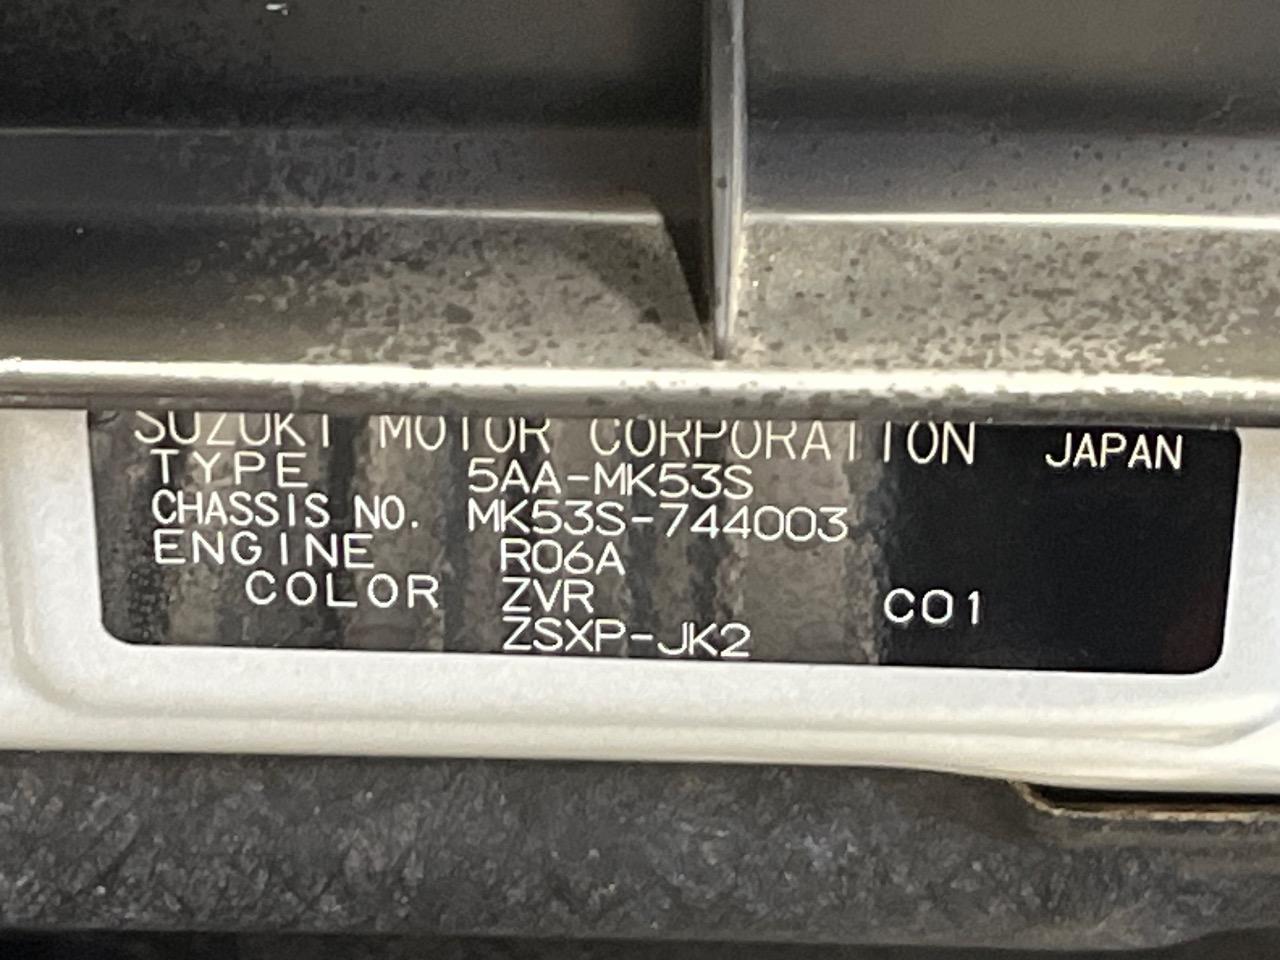 SUZUKI MOTOR CORPORATION JAPAN
TYPE 5AA-MK53S
CHASSIS NO. MK53S-744003
ENGINE R06A
COLOR ZVR C01
ZSXP-JK2